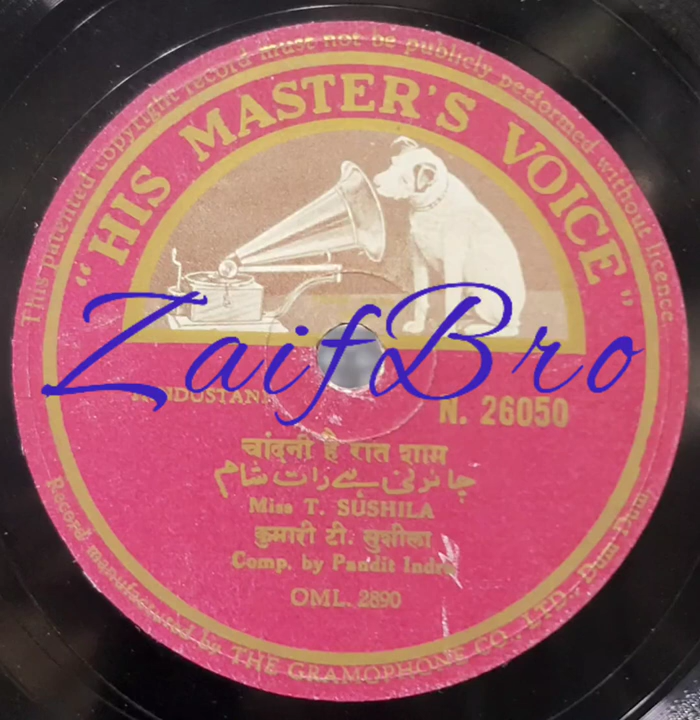 This patented copyright record must not be publicly performed without licence.
"HIS MASTER'S VOICE"
ZaifBro
HINDUSTANI
N. 26050
चांदनी है रात शाम
چاندنی ہے رات شام
Miss T. SUSHILA
कुमारी टी. सुशीला
Comp. by Pandit Indra
OML. 2890
Record manufactured by THE GRAMOPHONE CO., LTD., Dum Dum.